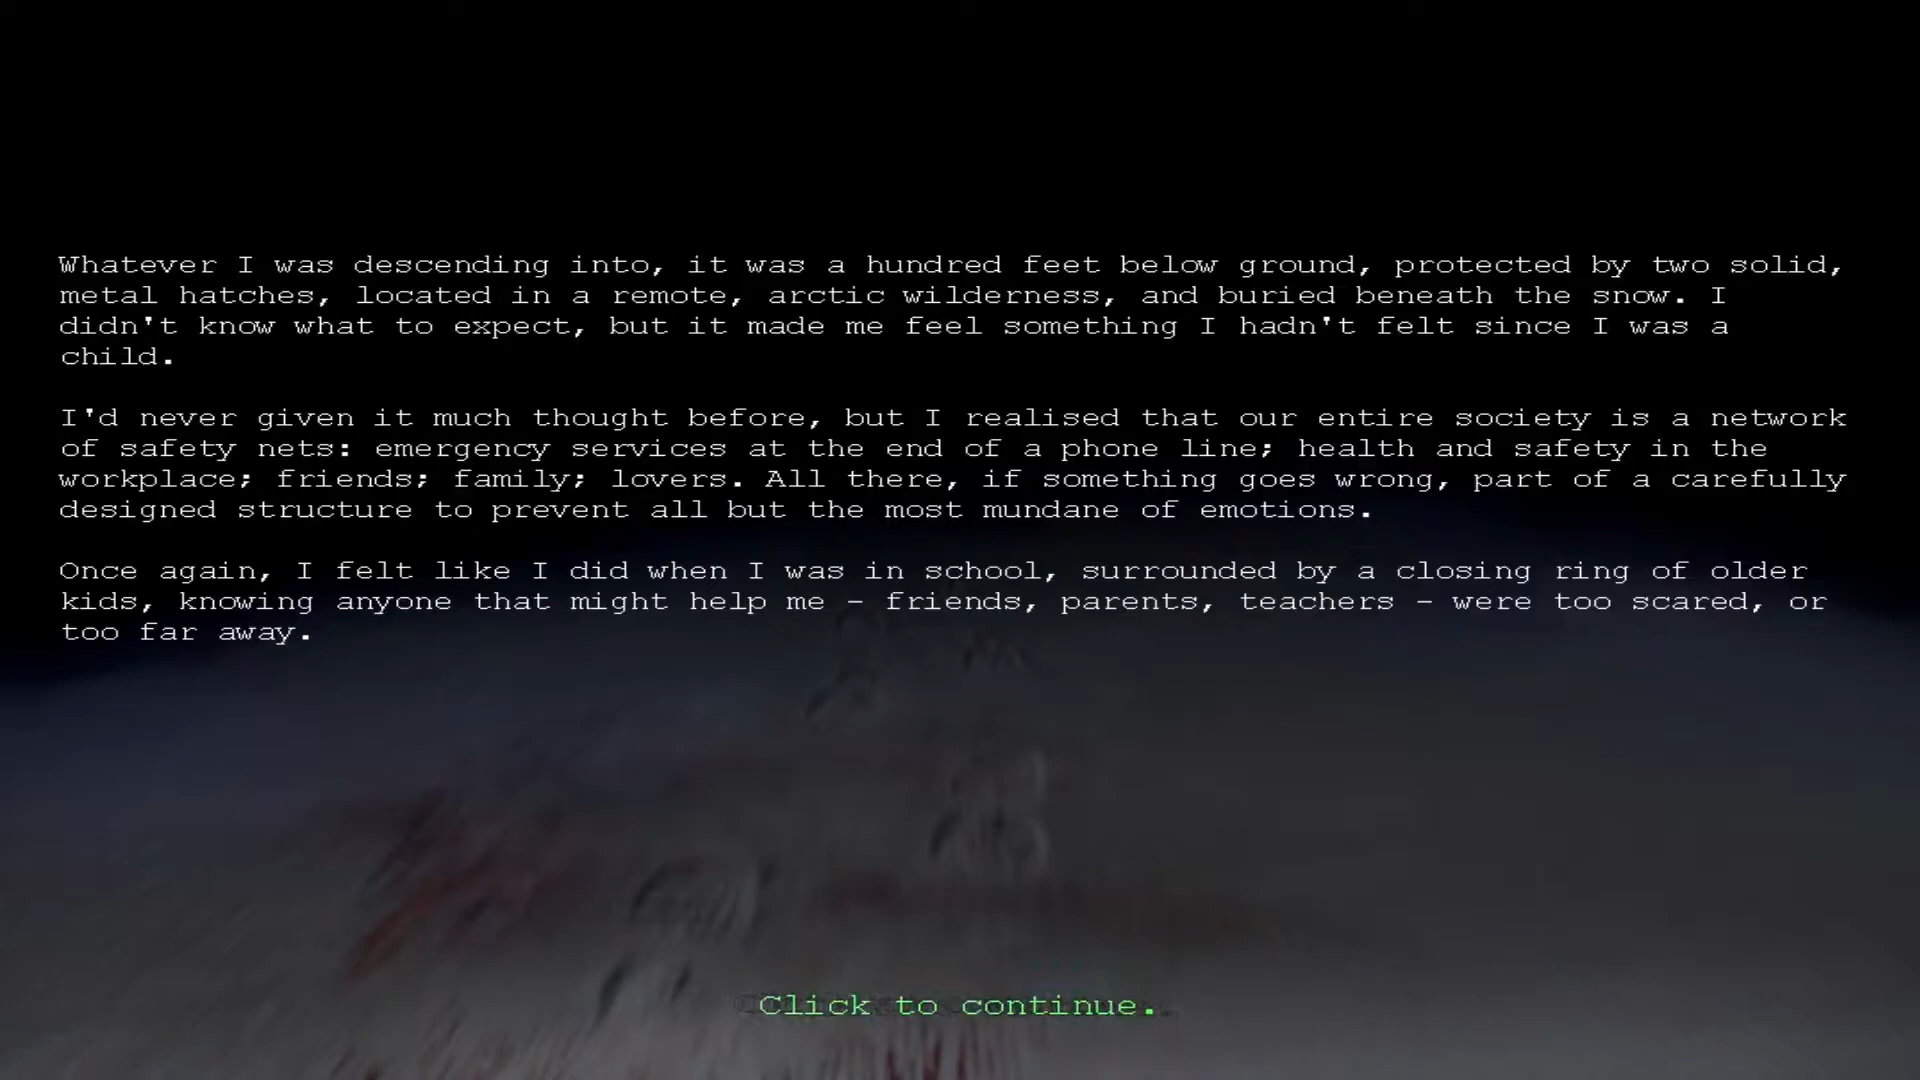 Whatever I was descending into, it was a hundred feet below ground, protected by two solid,
metal hatches, located in a remote, arctic wilderness, and buried beneath the snow. I
didn't know what to expect, but it made me feel something I hadn't felt since I was a
child.
I'd never given it much thought before, but I realised that our entire society is a network
of safety nets: emergency services at the end of a phone line; health and safety in the
workplace; friends; family; lovers. All there, if something goes wrong, part of a carefully
designed structure to prevent all but the most mundane of emotions.
Once again, I felt like I did when I was in school, surrounded by a closing ring of older
kids, knowing anyone that might help me - friends, parents, teachers - were too scared, or
too far away.
Click to continue.